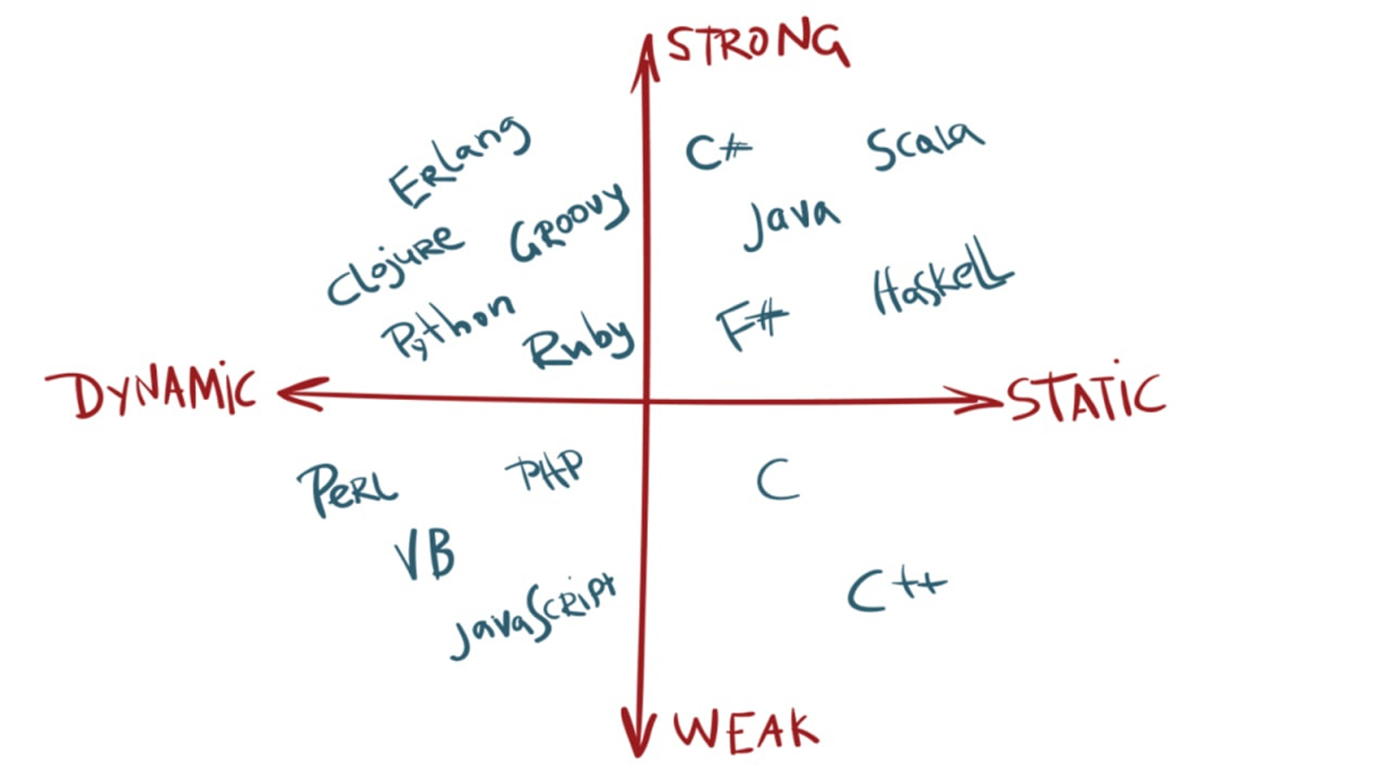 STRONG
Erlang
C#
Scala
Groovy
Java
Clojure
Haskell
Python
Ruby
F#
DYNAMIC
STATIC
Perl
PHP
C
VB
C++
JavaScript
WEAK